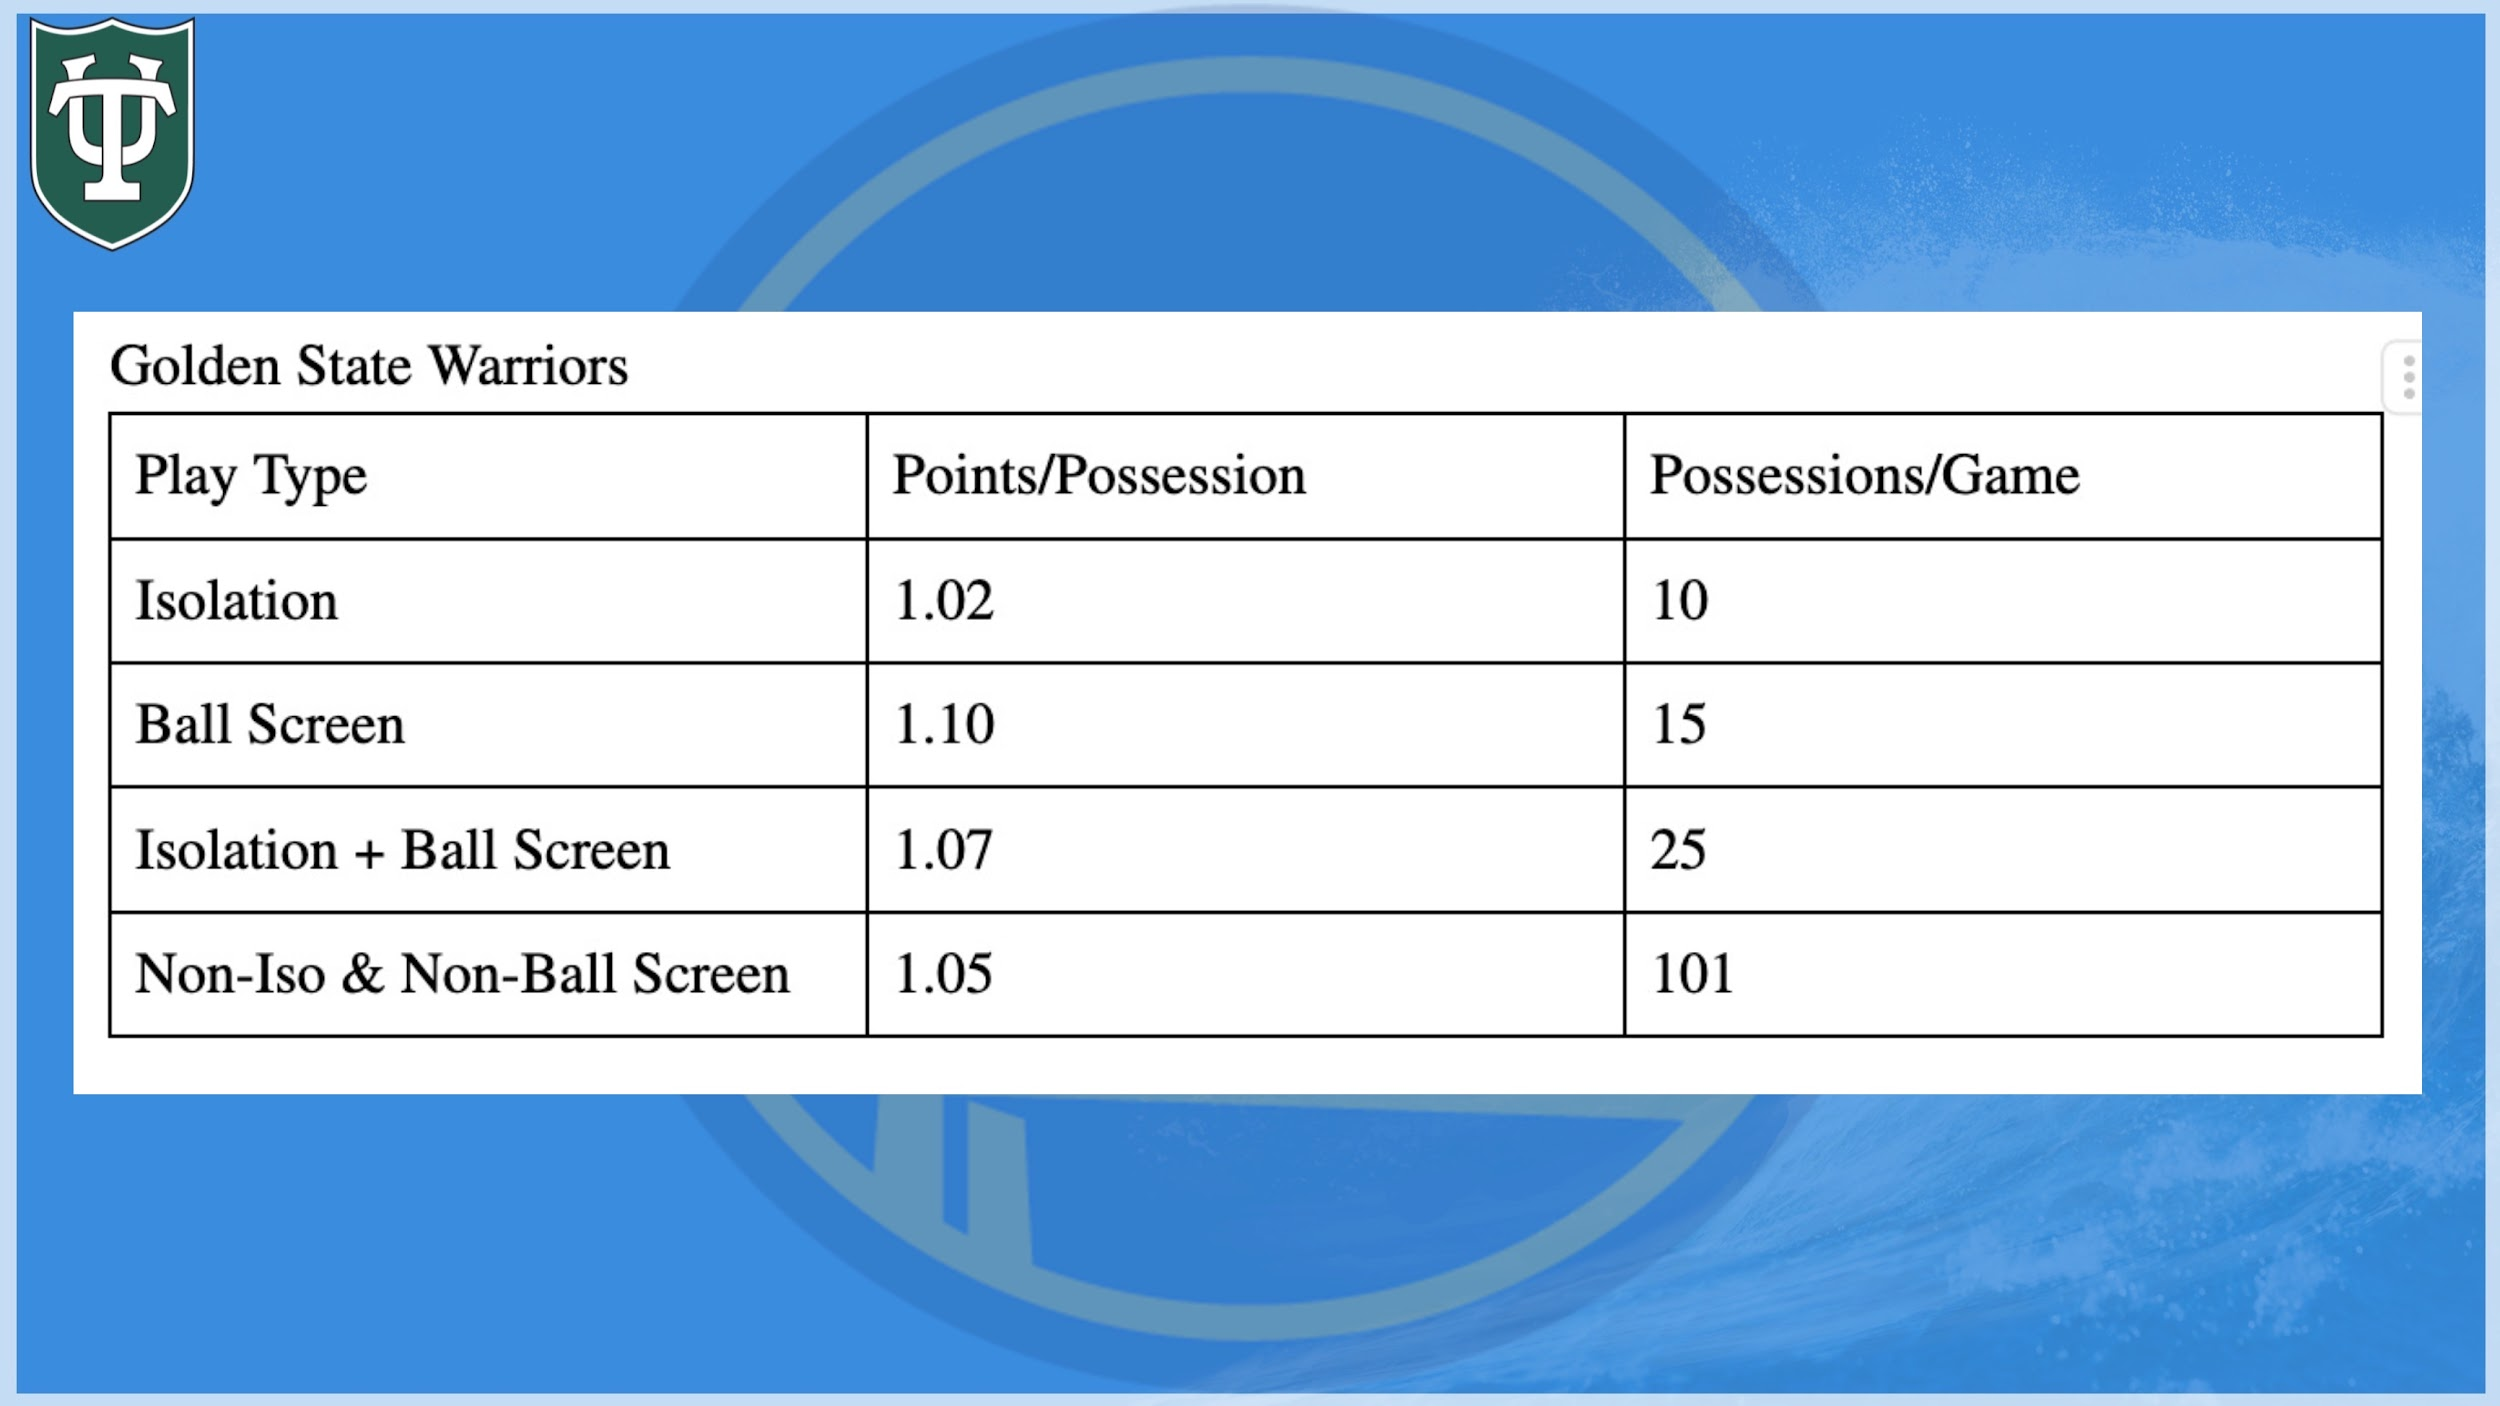 TU
Golden State Warriors
Play Type Points/Possession Possessions/Game
Isolation 1.02 10
Ball Screen 1.10 15
Isolation + Ball Screen 1.07 25
Non-Iso & Non-Ball Screen 1.05 101